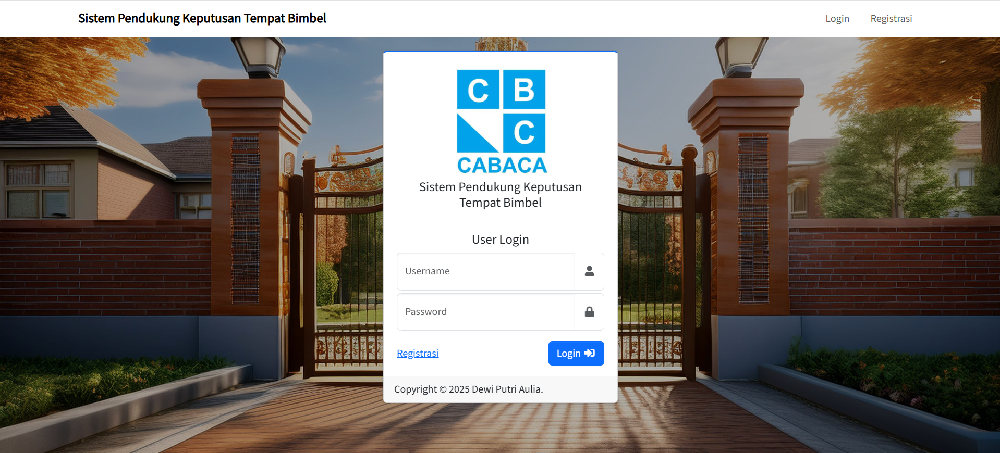 Sistem Pendukung Keputusan Tempat Bimbel
Login
Registrasi
C B
C
CABACA
Sistem Pendukung Keputusan
Tempat Bimbel
User Login
Username
Password
Registrasi
Login
Copyright © 2025 Dewi Putri Aulia.